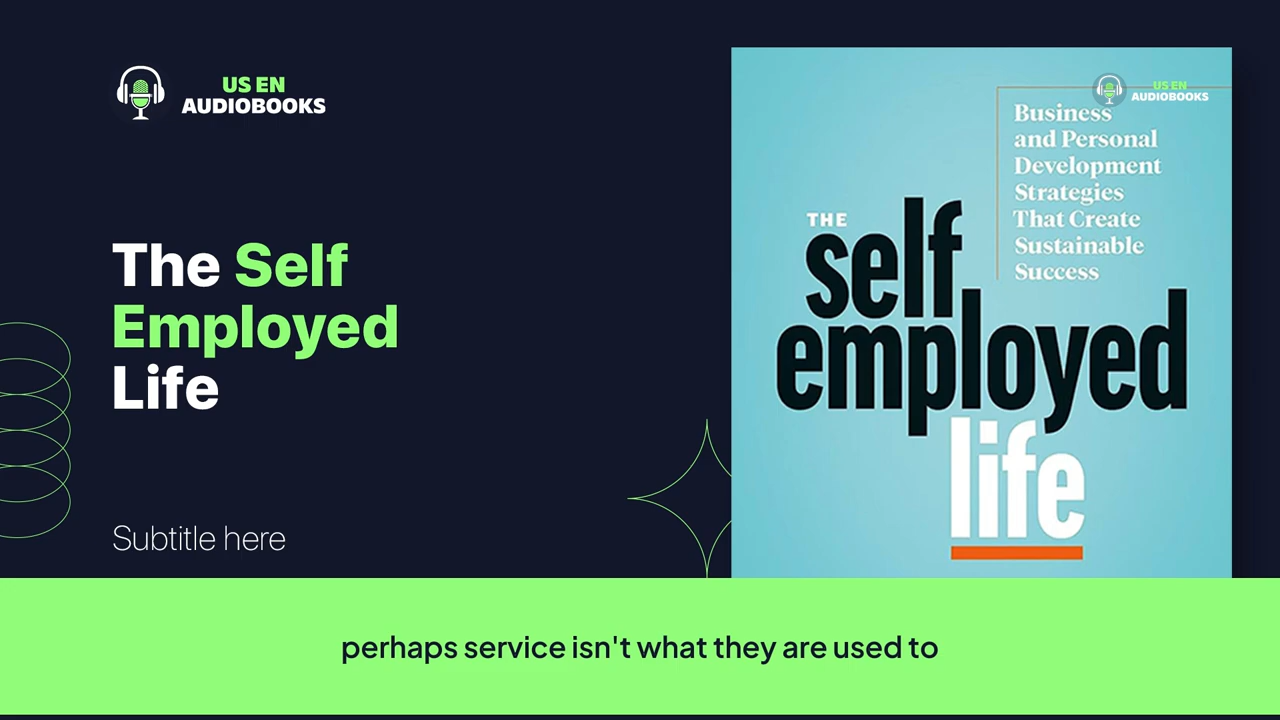 US EN
AUDIOBOOKS
The Self
Employed
Life
Subtitle here
US EN
AUDIOBOOKS
Business
and Personal
Development
Strategies
That Create
Sustainable
Success
THE
self
employed
life
perhaps service isn't what they are used to